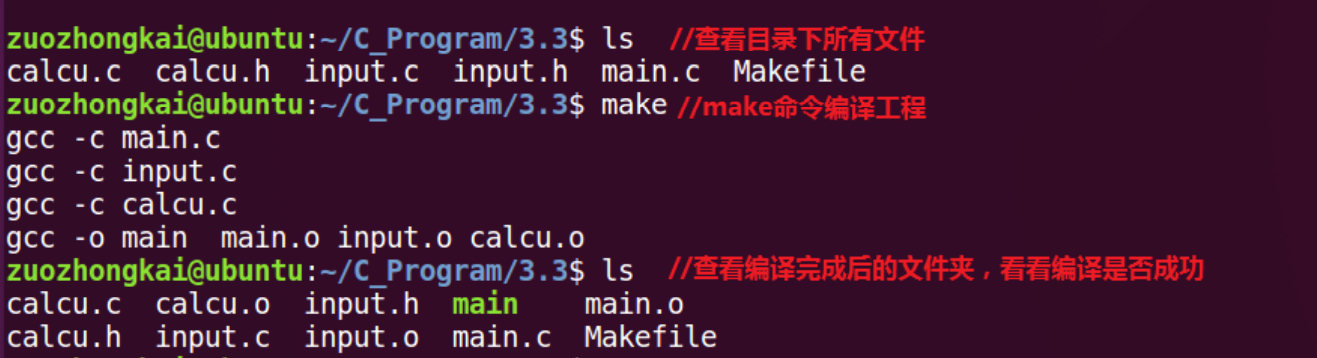 zuozhongkai@ubuntu:~/C_Program/3.3$ ls //查看目录下所有文件
calcu.c calcu.h input.c input.h main.c Makefile
zuozhongkai@ubuntu:~/C_Program/3.3$ make //make命令编译工程
gcc -c main.c
gcc -c input.c
gcc -c calcu.c
gcc -o main main.o input.o calcu.o
zuozhongkai@ubuntu:~/C_Program/3.3$ ls //查看编译完成后的文件夹，看看编译是否成功
calcu.c calcu.o input.h main main.o
calcu.h input.c input.o main.c Makefile